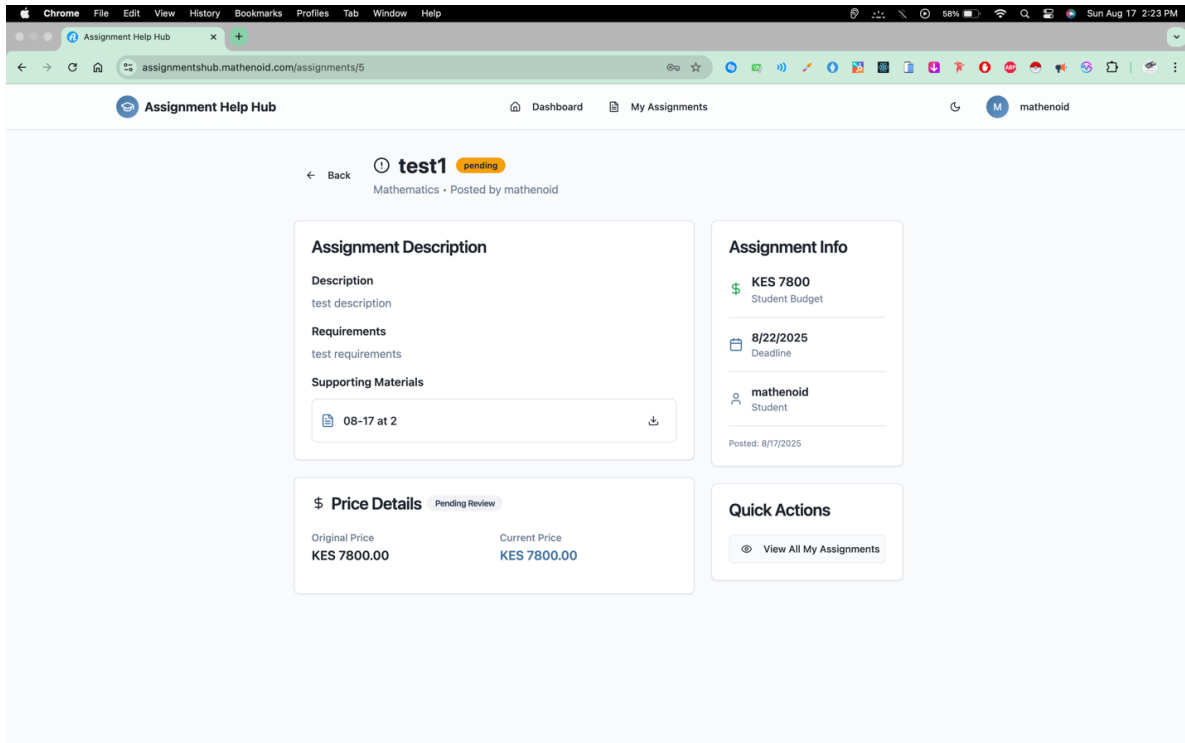 Chrome File Edit View History Bookmarks Profiles Tab Window Help 58% Sun Aug 17 2:23 PM
Assignment Help Hub
assignmentshub.mathenoid.com/assignments/5
Assignment Help Hub Dashboard My Assignments M mathenoid
Back
test1 pending
Mathematics • Posted by mathenoid
Assignment Description
Description
test description
Requirements
test requirements
Supporting Materials
08-17 at 2
Price Details Pending Review
Original Price Current Price
KES 7800.00 KES 7800.00
Assignment Info
KES 7800
Student Budget
8/22/2025
Deadline
mathenoid
Student
Posted: 8/17/2025
Quick Actions
View All My Assignments